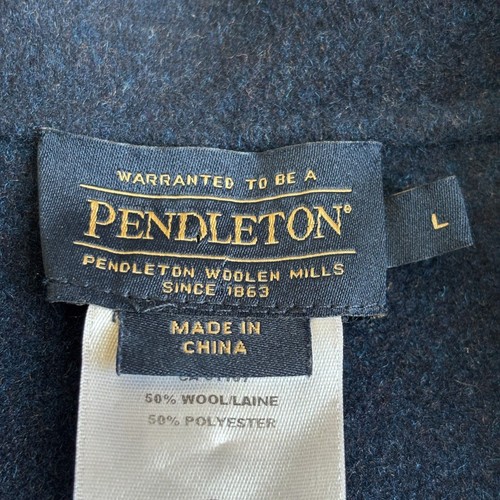 WARRANTED TO BE A
PENDLETON®
PENDLETON WOOLEN MILLS
SINCE 1863
L
MADE IN
CHINA
50% WOOL/LAINE
50% POLYESTER